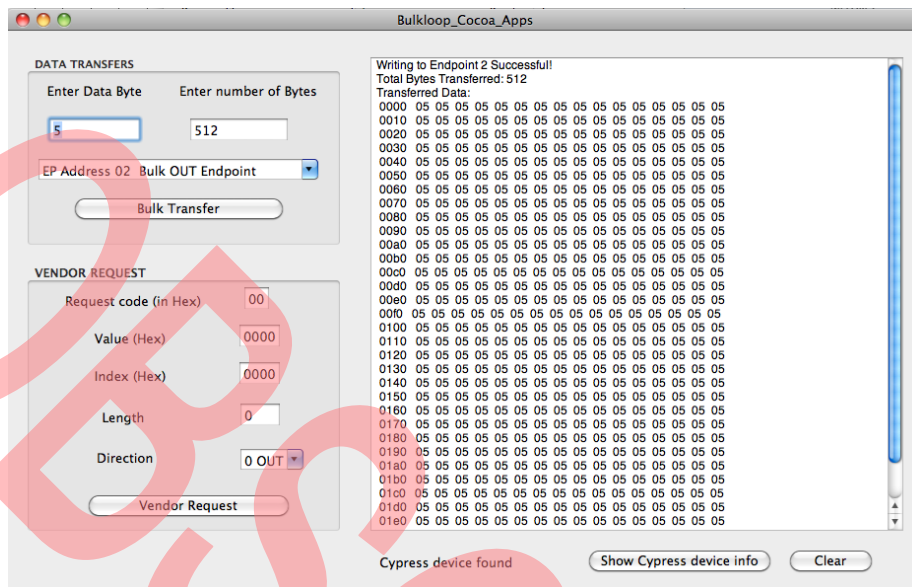 Bulkloop_Cocoa_Apps
DATA TRANSFERS
Enter Data Byte Enter number of Bytes
5 512
EP Address 02 Bulk OUT Endpoint
Bulk Transfer
VENDOR REQUEST
Request code (in Hex) 00
Value (Hex) 0000
Index (Hex) 0000
Length 0
Direction 0 OUT
Vendor Request
Writing to Endpoint 2 Successful!
Total Bytes Transferred: 512
Transferred Data:
0000 05 05 05 05 05 05 05 05 05 05 05 05 05 05 05 05
0010 05 05 05 05 05 05 05 05 05 05 05 05 05 05 05 05
0020 05 05 05 05 05 05 05 05 05 05 05 05 05 05 05 05
0030 05 05 05 05 05 05 05 05 05 05 05 05 05 05 05 05
0040 05 05 05 05 05 05 05 05 05 05 05 05 05 05 05 05
0050 05 05 05 05 05 05 05 05 05 05 05 05 05 05 05 05
0060 05 05 05 05 05 05 05 05 05 05 05 05 05 05 05 05
0070 05 05 05 05 05 05 05 05 05 05 05 05 05 05 05 05
0080 05 05 05 05 05 05 05 05 05 05 05 05 05 05 05 05
0090 05 05 05 05 05 05 05 05 05 05 05 05 05 05 05 05
00a0 05 05 05 05 05 05 05 05 05 05 05 05 05 05 05 05
00b0 05 05 05 05 05 05 05 05 05 05 05 05 05 05 05 05
00c0 05 05 05 05 05 05 05 05 05 05 05 05 05 05 05 05
00d0 05 05 05 05 05 05 05 05 05 05 05 05 05 05 05 05
00e0 05 05 05 05 05 05 05 05 05 05 05 05 05 05 05 05
00f0 05 05 05 05 05 05 05 05 05 05 05 05 05 05 05 05
0100 05 05 05 05 05 05 05 05 05 05 05 05 05 05 05 05
0110 05 05 05 05 05 05 05 05 05 05 05 05 05 05 05 05
0120 05 05 05 05 05 05 05 05 05 05 05 05 05 05 05 05
0130 05 05 05 05 05 05 05 05 05 05 05 05 05 05 05 05
0140 05 05 05 05 05 05 05 05 05 05 05 05 05 05 05 05
0150 05 05 05 05 05 05 05 05 05 05 05 05 05 05 05 05
0160 05 05 05 05 05 05 05 05 05 05 05 05 05 05 05 05
0170 05 05 05 05 05 05 05 05 05 05 05 05 05 05 05 05
0180 05 05 05 05 05 05 05 05 05 05 05 05 05 05 05 05
0190 05 05 05 05 05 05 05 05 05 05 05 05 05 05 05 05
01a0 05 05 05 05 05 05 05 05 05 05 05 05 05 05 05 05
01b0 05 05 05 05 05 05 05 05 05 05 05 05 05 05 05 05
01c0 05 05 05 05 05 05 05 05 05 05 05 05 05 05 05 05
01d0 05 05 05 05 05 05 05 05 05 05 05 05 05 05 05 05
01e0 05 05 05 05 05 05 05 05 05 05 05 05 05 05 05 05
Cypress device found Show Cypress device info Clear